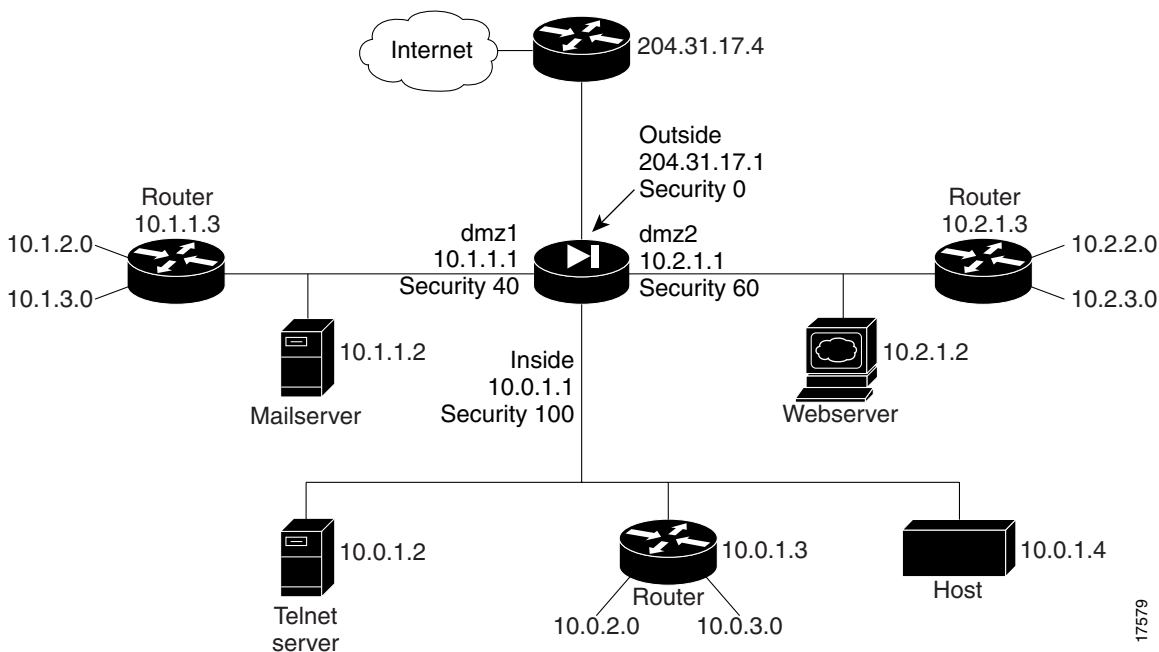 Internet
204.31.17.4
Outside
204.31.17.1
Security 0
Router
10.1.1.3
10.1.2.0
10.1.3.0
dmz1
10.1.1.1
Security 40
dmz2
10.2.1.1
Security 60
Router
10.2.1.3
10.2.2.0
10.2.3.0
10.1.1.2
Mailserver
Inside
10.0.1.1
Security 100
10.2.1.2
Webserver
10.0.1.2
Telnet
server
10.0.1.3
Router
10.0.2.0
10.0.3.0
10.0.1.4
Host
17579